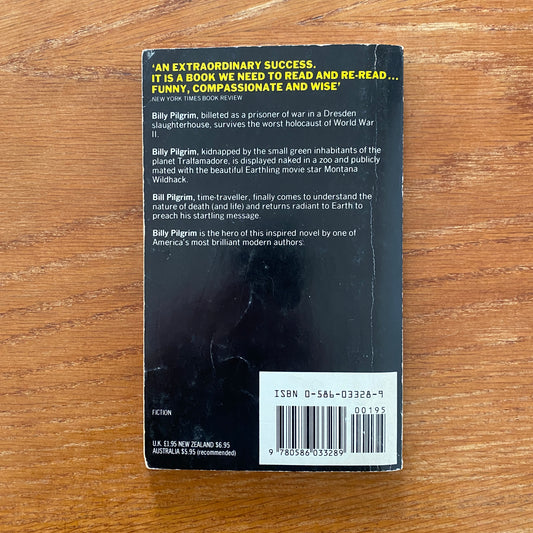 ‘AN EXTRAORDINARY SUCCESS.
IT IS A BOOK WE NEED TO READ AND RE-READ...
FUNNY, COMPASSIONATE AND WISE’
NEW YORK TIMES BOOK REVIEW
Billy Pilgrim, billeted as a prisoner of war in a Dresden
slaughterhouse, survives the worst holocaust of World War
II.
Billy Pilgrim, kidnapped by the small green inhabitants of the
planet Tralfamadore, is displayed naked in a zoo and publicly
mated with the beautiful Earthling movie star Montana
Wildhack.
Bill Pilgrim, time-traveller, finally comes to understand the
nature of death (and life) and returns radiant to Earth to
preach his startling message.
Billy Pilgrim is the hero of this inspired novel by one of
America's most brilliant modern authors.
ISBN 0-586-03328-9
00195
FICTION
U.K. £1.95 NEW ZEALAND $6.95
AUSTRALIA $5.95 (recommended)
9 780586 033289